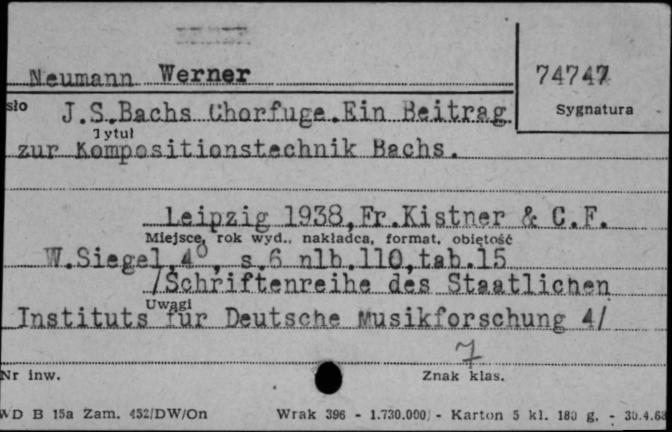 Neumann Werner
74747
Sygnatura
sło
J.S.Bachs Chorfuge.Ein Beitrag
Tytuł
zur Kompositionstechnik Bachs.
Leipzig 1938,Fr.Kistner & C.F.
Miejsce, rok wyd., nakładca, format, obiętość
W.Siegel,4⁰, s.6 nlb.110,tab.15
/Schriftenreihe des Staatlichen
Uwagi
Instituts für Deutsche Musikforschung 4/
7
Nr inw.
Znak klas.
WD B 15a Zam. 452/DW/On Wrak 396 - 1.730.000, - Karton 5 kl. 180 g. - 30.4.68